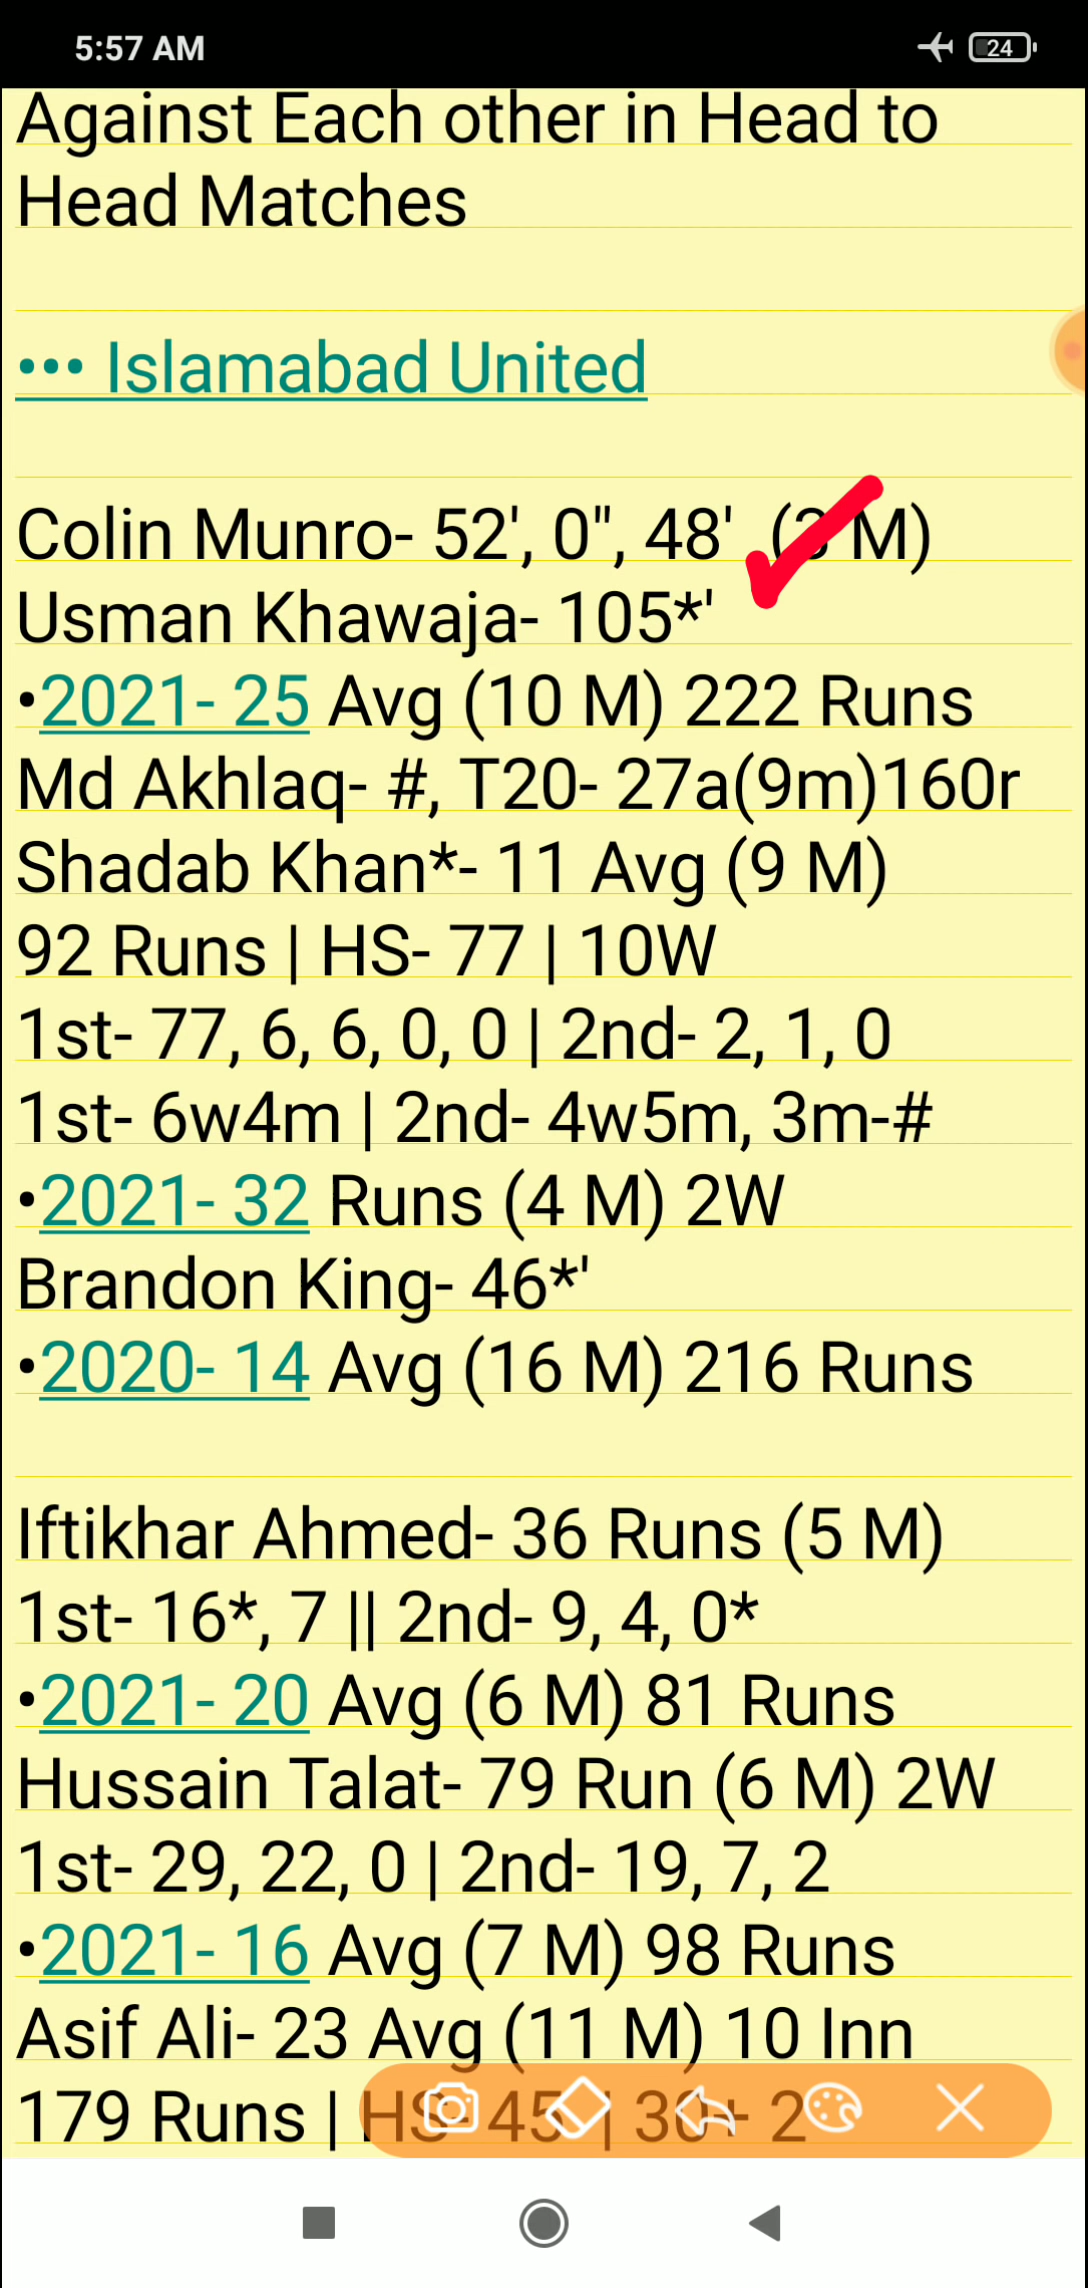 5:57 AM
24
Against Each other in Head to
Head Matches
••• Islamabad United
Colin Munro- 52', 0", 48' (3 M)
Usman Khawaja- 105*'
•2021- 25 Avg (10 M) 222 Runs
Md Akhlaq- #, T20- 27a(9m)160r
Shadab Khan*- 11 Avg (9 M)
92 Runs | HS- 77 | 10W
1st- 77, 6, 6, 0, 0 | 2nd- 2, 1, 0
1st- 6w4m | 2nd- 4w5m, 3m-#
•2021- 32 Runs (4 M) 2W
Brandon King- 46*'
•2020- 14 Avg (16 M) 216 Runs
Iftikhar Ahmed- 36 Runs (5 M)
1st- 16*, 7 || 2nd- 9, 4, 0*
•2021- 20 Avg (6 M) 81 Runs
Hussain Talat- 79 Run (6 M) 2W
1st- 29, 22, 0 | 2nd- 19, 7, 2
•2021- 16 Avg (7 M) 98 Runs
Asif Ali- 23 Avg (11 M) 10 Inn
179 Runs | HS- 45 | 30+ 2